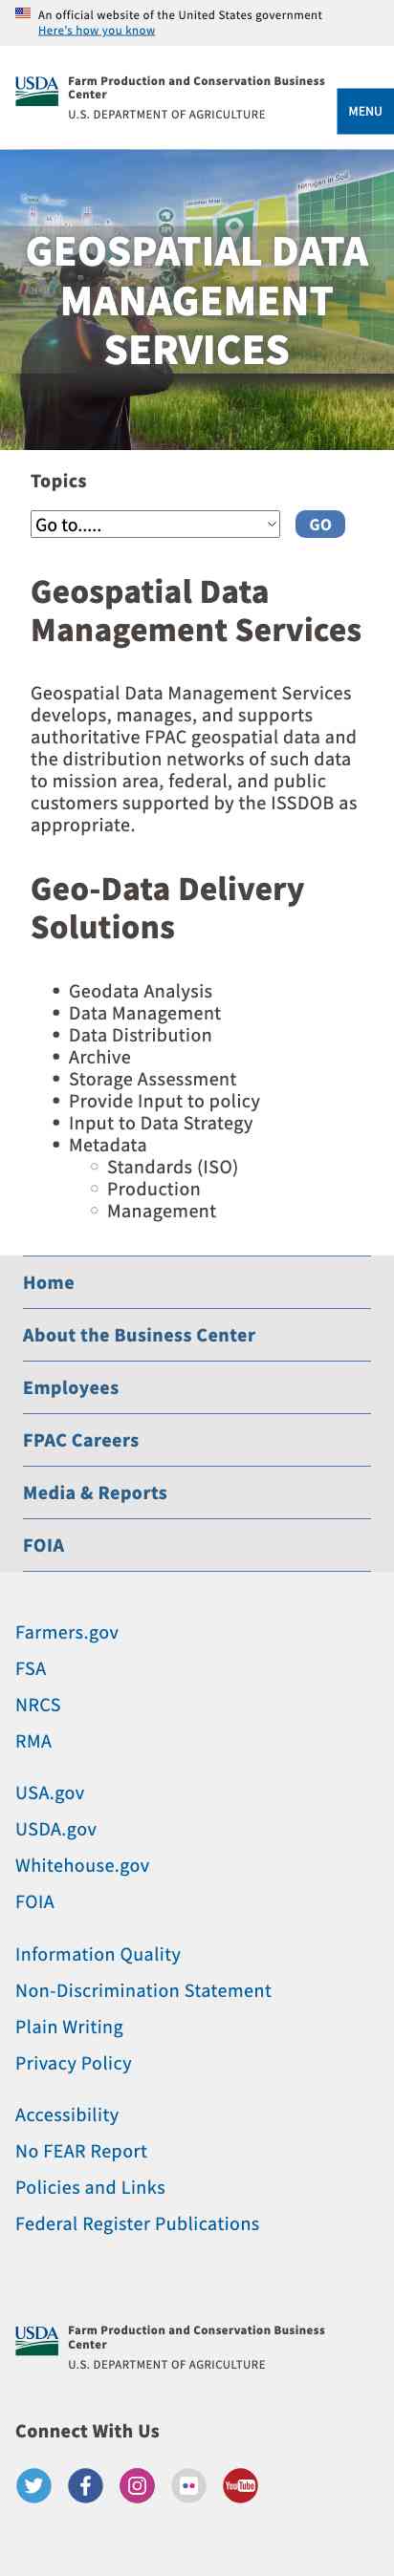 An official website of the United States government
Here's how you know
USDA
Farm Production and Conservation Business
Center
U.S. DEPARTMENT OF AGRICULTURE
MENU
Nitrogen in Soil
GEOSPATIAL DATA
MANAGEMENT
SERVICES
Topics
Go to.....
GO
Geospatial Data
Management Services
Geospatial Data Management Services
develops, manages, and supports
authoritative FPAC geospatial data and
the distribution networks of such data
to mission area, federal, and public
customers supported by the ISSDOB as
appropriate.
Geo-Data Delivery
Solutions
Geodata Analysis
Data Management
Data Distribution
Archive
Storage Assessment
Provide Input to policy
Input to Data Strategy
Metadata
Standards (ISO)
Production
Management
Home
About the Business Center
Employees
FPAC Careers
Media & Reports
FOIA
Farmers.gov
FSA
NRCS
RMA
USA.gov
USDA.gov
Whitehouse.gov
FOIA
Information Quality
Non-Discrimination Statement
Plain Writing
Privacy Policy
Accessibility
No FEAR Report
Policies and Links
Federal Register Publications
USDA
Farm Production and Conservation Business
Center
U.S. DEPARTMENT OF AGRICULTURE
Connect With Us
YouTube